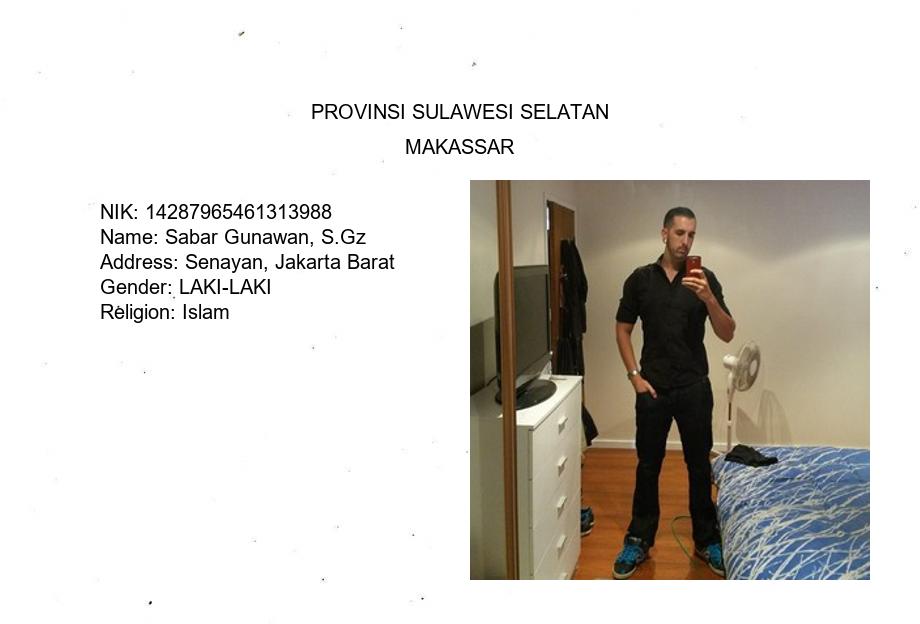 PROVINSI SULAWESI SELATAN
MAKASSAR
NIK: 14287965461313988
Name: Sabar Gunawan, S.Gz
Address: Senayan, Jakarta Barat
Gender: LAKI-LAKI
Religion: Islam